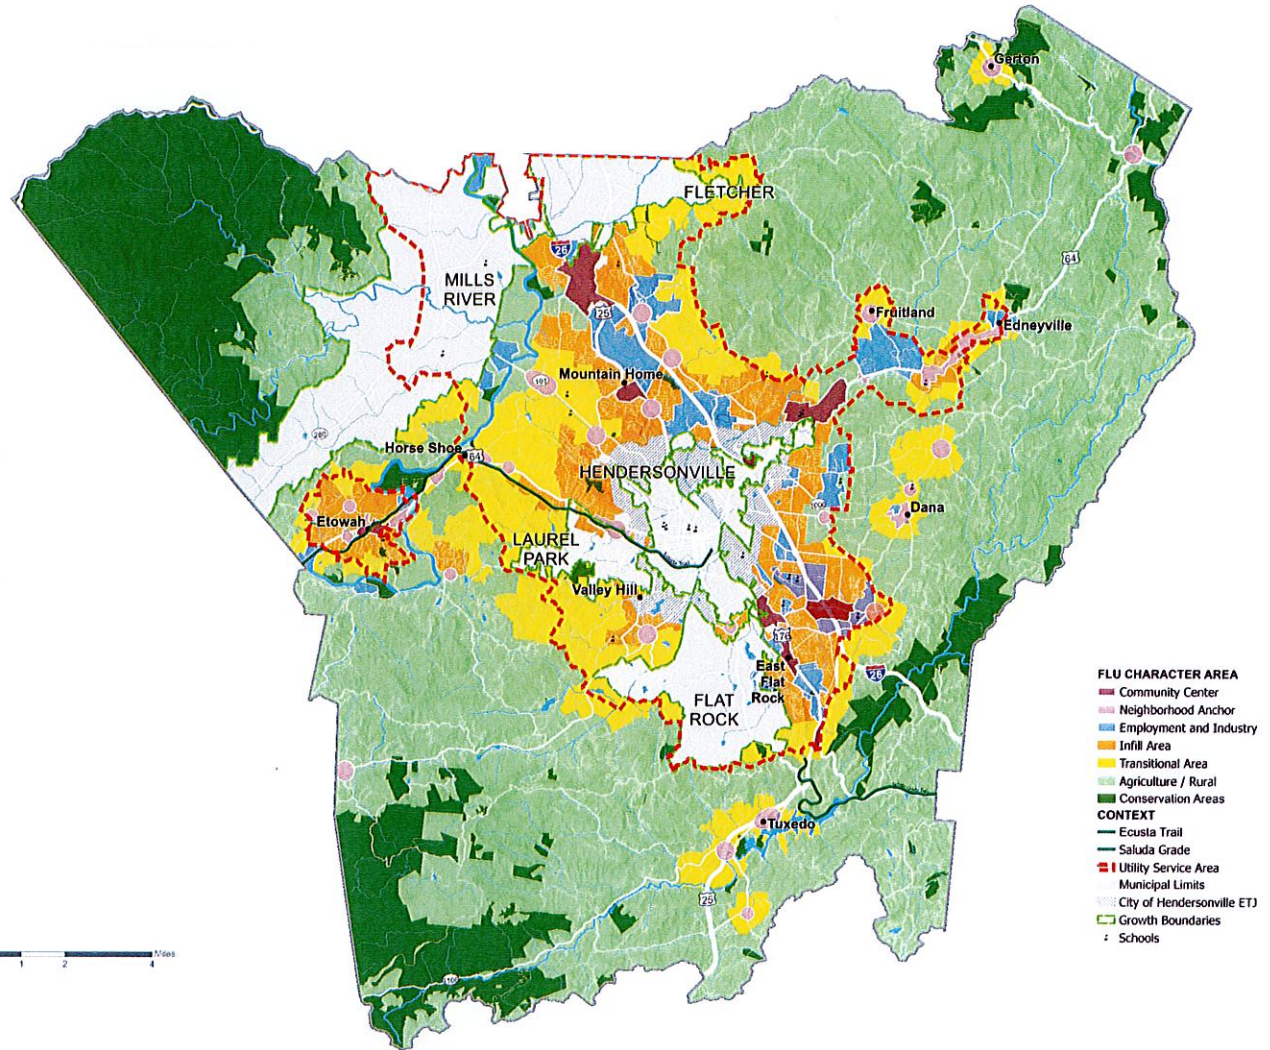 Gerton
FLETCHER
64
26
MILLS
RIVER
25
Fruitland
Edneyville
Mountain Home
191
280
Horse Shoe
64
HENDERSONVILLE
Etowah
Dana
LAUREL
PARK
Valley Hill
176
East
Flat
Rock
26
FLAT
ROCK
Tuxedo
25
FLU CHARACTER AREA
Community Center
Neighborhood Anchor
Employment and Industry
Infill Area
Transitional Area
Agriculture / Rural
Conservation Areas
CONTEXT
Ecusta Trail
Saluda Grade
Utility Service Area
Municipal Limits
City of Hendersonville ETJ
Growth Boundaries
Schools
Miles
1 2 4